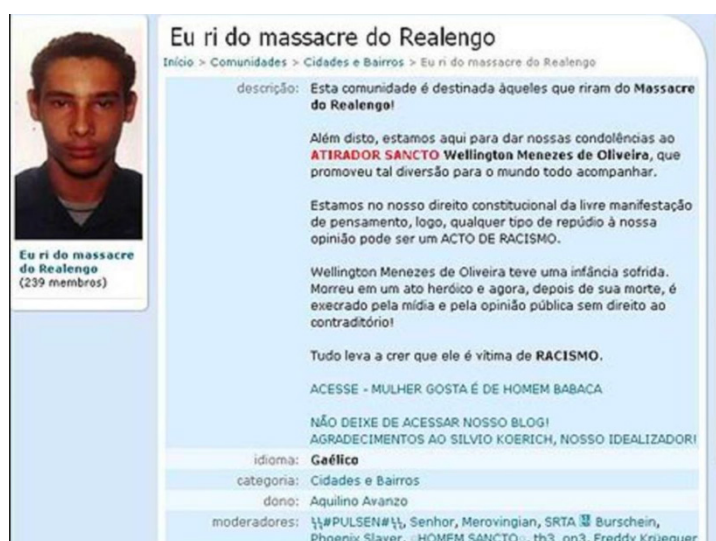 Eu ri do massacre do Realengo
Início > Comunidades > Cidades e Bairros > Eu ri do massacre do Realengo
descrição: Esta comunidade é destinada àqueles que riram do Massacre
do Realengo!
Além disto, estamos aqui para dar nossas condolências ao
ATIRADOR SANCTO Wellington Menezes de Oliveira, que
promoveu tal diversão para o mundo todo acompanhar.
Estamos no nosso direito constitucional da livre manifestação
de pensamento, logo, qualquer tipo de repúdio à nossa
opinião pode ser um ACTO DE RACISMO.
Eu ri do massacre
do Realengo
(239 membros)
Wellington Menezes de Oliveira teve uma infância sofrida.
Morreu em um ato heróico e agora, depois de sua morte, é
execrado pela mídia e pela opinião pública sem direito ao
contraditório!
Tudo leva a crer que ele é vítima de RACISMO.
ACESSE - MULHER GOSTA É DE HOMEM BABACA
NÃO DEIXE DE ACESSAR NOSSO BLOG!
AGRADECIMENTOS AO SILVIO KOERICH, NOSSO IDEALIZADOR!
idioma: Gaélico
categoria: Cidades e Bairros
dono: Aquilino Avanzo
moderadores: #PULSEN#, Senhor, Merovingian, SRTA Burschein,
Phoenix Slayer, HOMEM SANCTO, th3, Freddy Krueguer